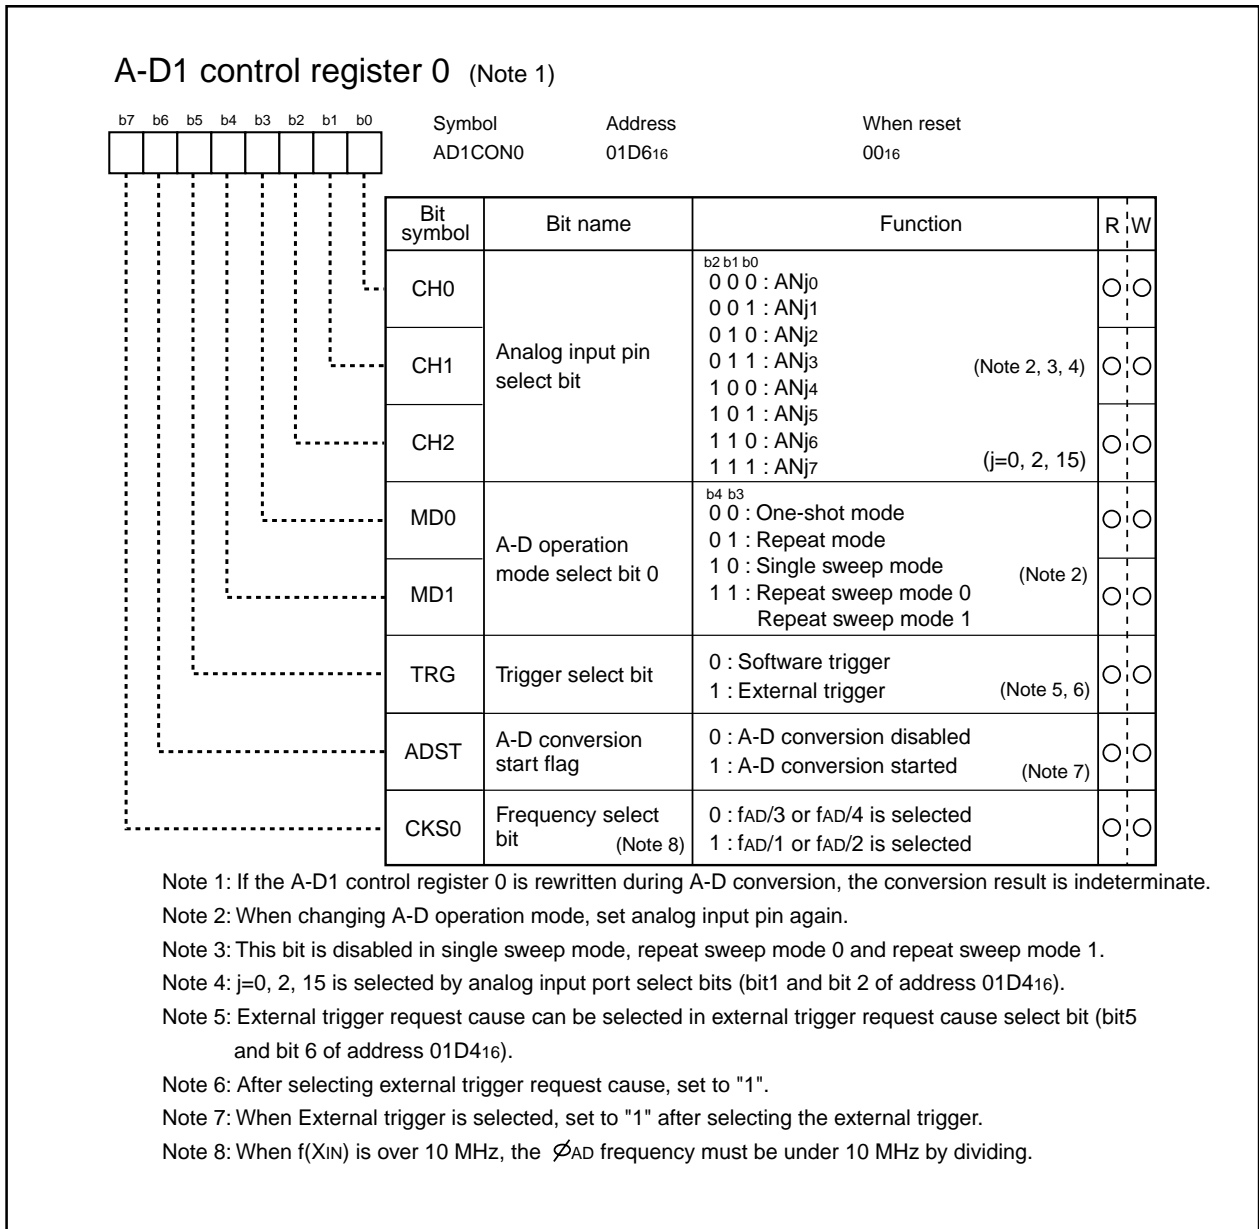 A-D1 control register 0 (Note 1)
b7 b6 b5 b4 b3 b2 b1 b0
Symbol Address When reset
AD1CON0 01D616 0016
Bit symbol Bit name Function R W
CH0
CH1
CH2
Analog input pin
select bit
b2 b1 b0
0 0 0 : ANj0
0 0 1 : ANj1
0 1 0 : ANj2
0 1 1 : ANj3 (Note 2, 3, 4)
1 0 0 : ANj4
1 0 1 : ANj5
1 1 0 : ANj6
1 1 1 : ANj7 (j=0, 2, 15)
MD0
MD1
A-D operation
mode select bit 0
b4 b3
0 0 : One-shot mode
0 1 : Repeat mode
1 0 : Single sweep mode (Note 2)
1 1 : Repeat sweep mode 0
Repeat sweep mode 1
TRG
Trigger select bit
0 : Software trigger
1 : External trigger (Note 5, 6)
ADST
A-D conversion
start flag
0 : A-D conversion disabled
1 : A-D conversion started (Note 7)
CKS0
Frequency select
bit (Note 8)
0 : fAD/3 or fAD/4 is selected
1 : fAD/1 or fAD/2 is selected
Note 1: If the A-D1 control register 0 is rewritten during A-D conversion, the conversion result is indeterminate.
Note 2: When changing A-D operation mode, set analog input pin again.
Note 3: This bit is disabled in single sweep mode, repeat sweep mode 0 and repeat sweep mode 1.
Note 4: j=0, 2, 15 is selected by analog input port select bits (bit1 and bit 2 of address 01D416).
Note 5: External trigger request cause can be selected in external trigger request cause select bit (bit5
and bit 6 of address 01D416).
Note 6: After selecting external trigger request cause, set to "1".
Note 7: When External trigger is selected, set to "1" after selecting the external trigger.
Note 8: When f(XIN) is over 10 MHz, the ØAD frequency must be under 10 MHz by dividing.